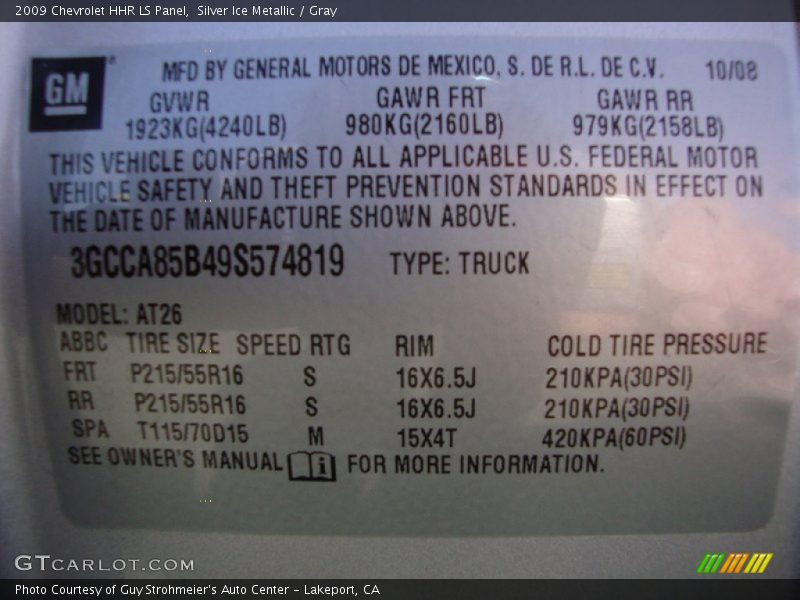 2009 Chevrolet HHR LS Panel,  Silver Ice Metallic / Gray
GM
MFD BY GENERAL MOTORS DE MEXICO, S. DE R.L. DE C.V. 10/08
GVWR GAWR FRT GAWR RR
1923KG(4240LB) 980KG(2160LB) 979KG(2158LB)
THIS VEHICLE CONFORMS TO ALL APPLICABLE U.S. FEDERAL MOTOR
VEHICLE SAFETY AND THEFT PREVENTION STANDARDS IN EFFECT ON
THE DATE OF MANUFACTURE SHOWN ABOVE.
3GCCA85B49S574819 TYPE: TRUCK
MODEL: AT26
ABBC TIRE SIZE SPEED RTG RIM COLD TIRE PRESSURE
FRT P215/55R16 S 16X6.5J 210KPA(30PSI)
RR P215/55R16 S 16X6.5J 210KPA(30PSI)
SPA T115/70D15 M 15X4T 420KPA(60PSI)
SEE OWNER'S MANUAL i FOR MORE INFORMATION.
GTCARLOT.COM
Photo Courtesy of Guy Strohmeier's Auto Center - Lakeport, CA